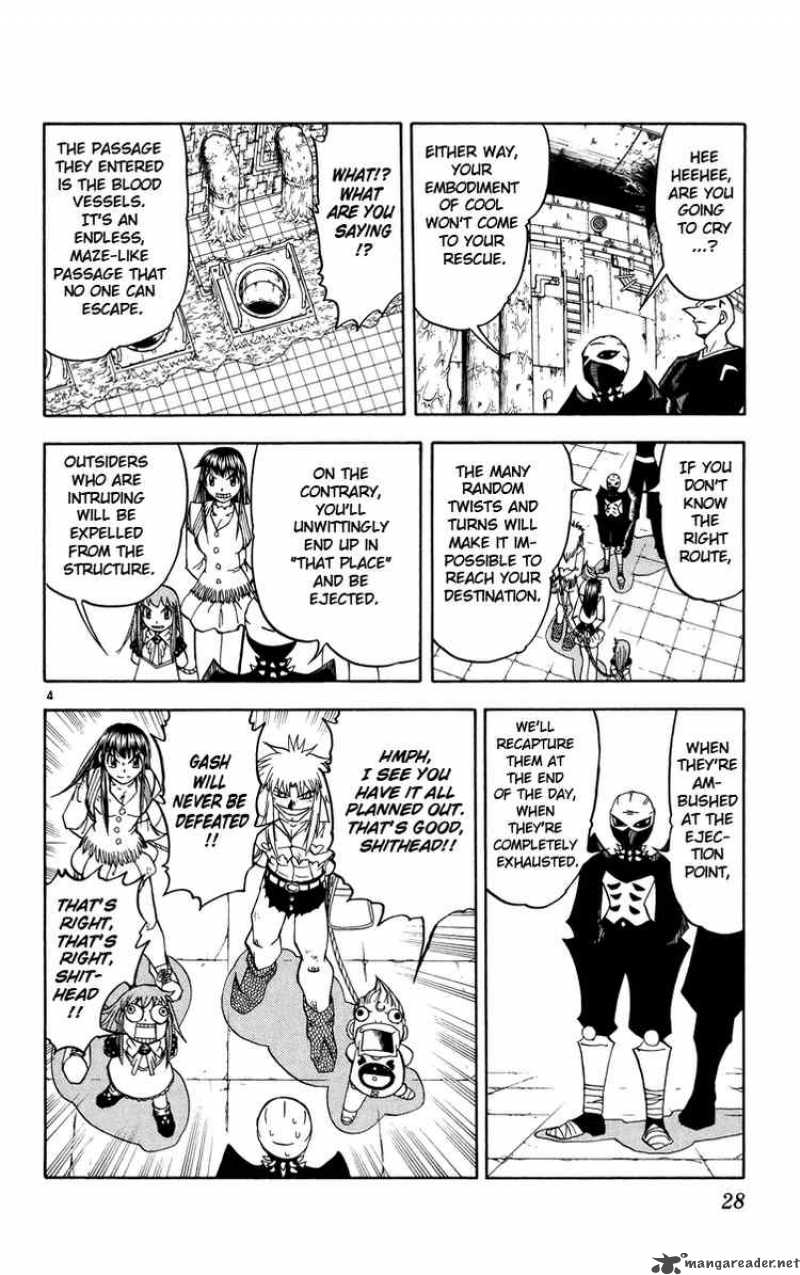 HEE
HEEHEE,
ARE YOU
GOING
TO CRY
...?
EITHER WAY,
YOUR
EMBODIMENT
OF COOL
WON'T COME
TO YOUR
RESCUE.
WHAT!?
WHAT
ARE YOU
SAYING
!?
THE PASSAGE
THEY ENTERED
IS THE BLOOD
VESSELS.
IT'S AN
ENDLESS,
MAZE-LIKE
PASSAGE THAT
NO ONE CAN
ESCAPE.
IF YOU
DON'T
KNOW
THE
RIGHT
ROUTE,
THE MANY
RANDOM
TWISTS AND
TURNS WILL
MAKE IT IM-
POSSIBLE TO
REACH YOUR
DESTINATION.
ON THE
CONTRARY,
YOU'LL
UNWITTINGLY
END UP IN
"THAT PLACE"
AND BE
EJECTED.
OUTSIDERS
WHO ARE
INTRUDING
WILL BE
EXPELLED
FROM THE
STRUCTURE.
4
WHEN
THEY'RE
AM-
BUSHED
AT THE
EJEC-
TION
POINT,
WE'LL
RECAPTURE
THEM AT
THE END
OF THE DAY,
WHEN
THEY'RE
COMPLETELY
EXHAUSTED.
HMPH,
I SEE YOU
HAVE IT ALL
PLANNED OUT.
THAT'S GOOD,
SHITHEAD!!
GASH
WILL
NEVER BE
DEFEATED
!!
THAT'S
RIGHT,
THAT'S
RIGHT,
SHIT-
HEAD
!!
28
mangareader.net